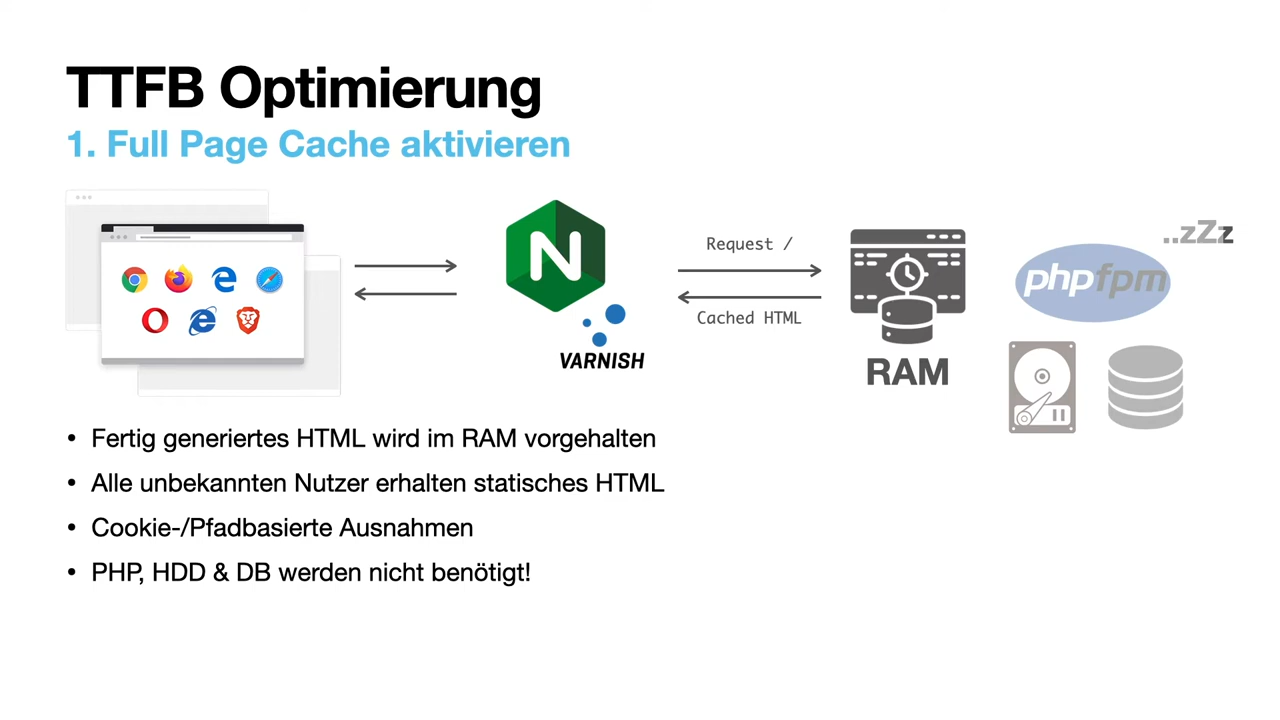 TTFB Optimierung
1. Full Page Cache aktivieren
N
VARNISH
Request /
Cached HTML
RAM
..zZz
php fpm
• Fertig generiertes HTML wird im RAM vorgehalten
• Alle unbekannten Nutzer erhalten statisches HTML
• Cookie-/Pfadbasierte Ausnahmen
• PHP, HDD & DB werden nicht benötigt!